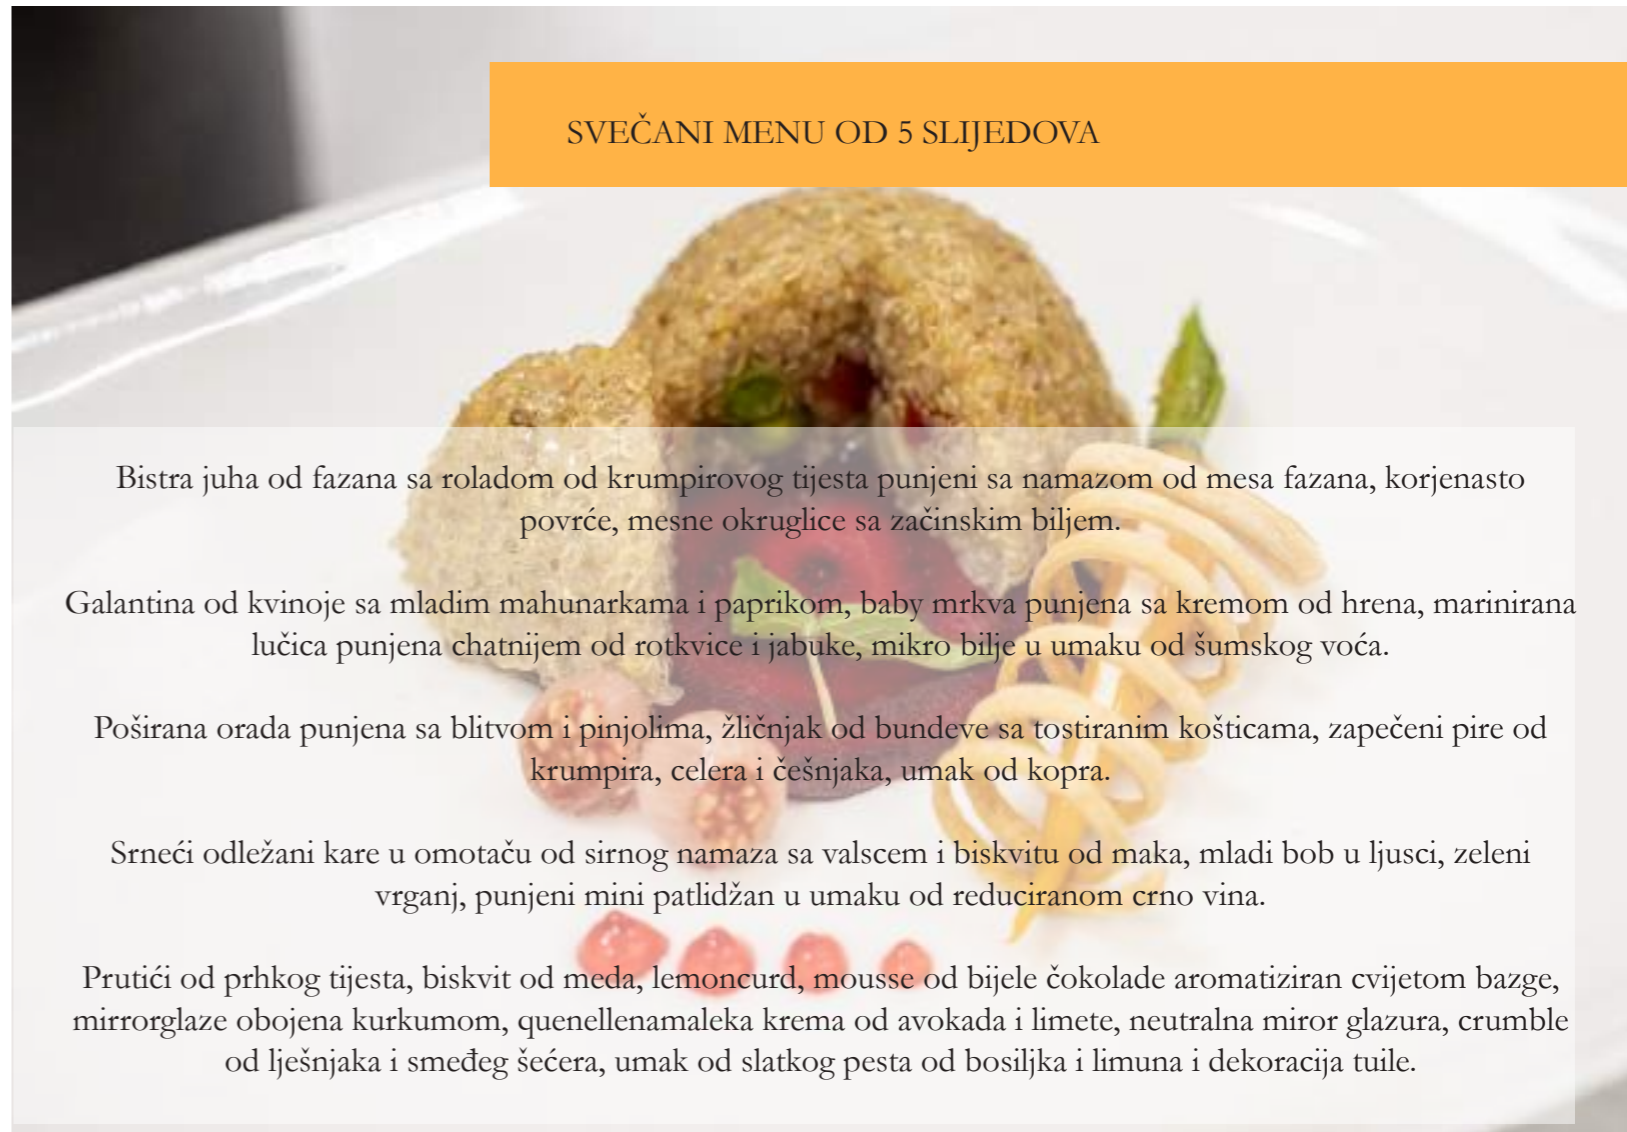 SVEČANI MENU OD 5 SLIJEDOVA
Bistra juha od fazana sa roladom od krumpirovog tijesta punjeni sa namazom od mesa fazana, korjenasto
povrće, mesne okruglice sa začinskim biljem.
Galantina od kvinoje sa mladim mahunarkama i paprikom, baby mrkva punjena sa kremom od hrena, marinirana
lučica punjena chatnijem od rotkvice i jabuke, mikro bilje u umaku od šumskog voća.
Poširana orada punjena sa blitvom i pinjolima, žličnjak od bundeve sa tostiranim košticama, zapečeni pire od
krumpira, celera i češnjaka, umak od kopra.
Srneći odležani kare u omotaču od sirnog namaza sa valscem i biskvitu od maka, mladi bob u ljusci, zeleni
vrganj, punjeni mini patlidžan u umaku od reduciranom crno vina.
Prutići od prhkog tijesta, biskvit od meda, lemoncurd, mousse od bijele čokolade aromatiziran cvijetom bazge,
mirrorglaze obojena kurkumom, quenellenamaleka krema od avokada i limete, neutralna miror glazura, crumble
od lješnjaka i smeđeg šećera, umak od slatkog pesta od bosiljka i limuna i dekoracija tuile.